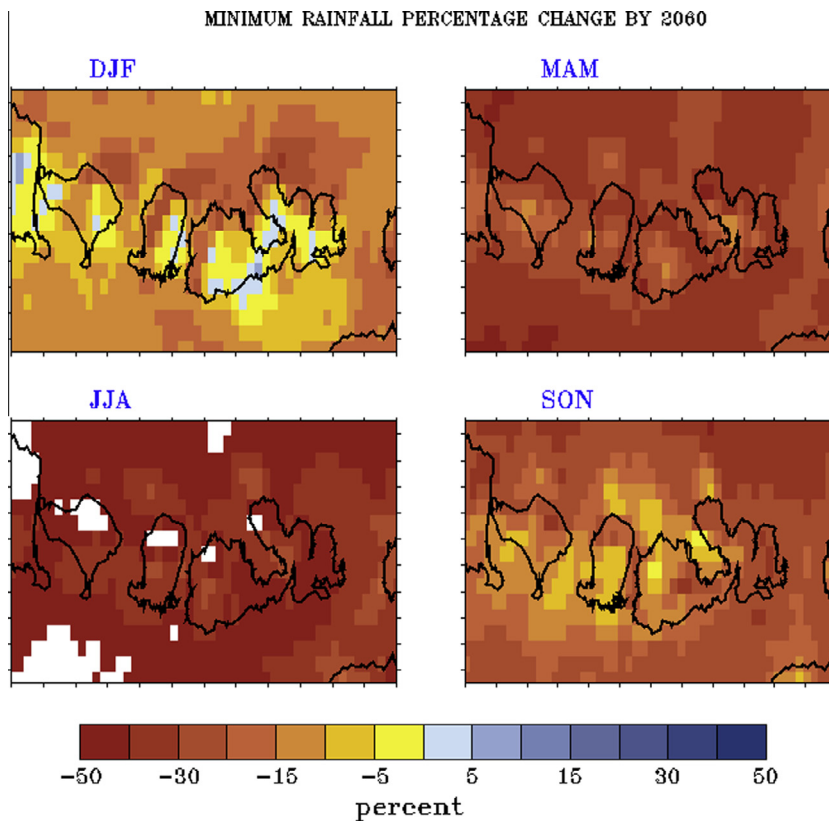 MINIMUM RAINFALL PERCENTAGE CHANGE BY 2060
DJF MAM
JJA SON
-50 -30 -15 -5 5 15 30 50
percent